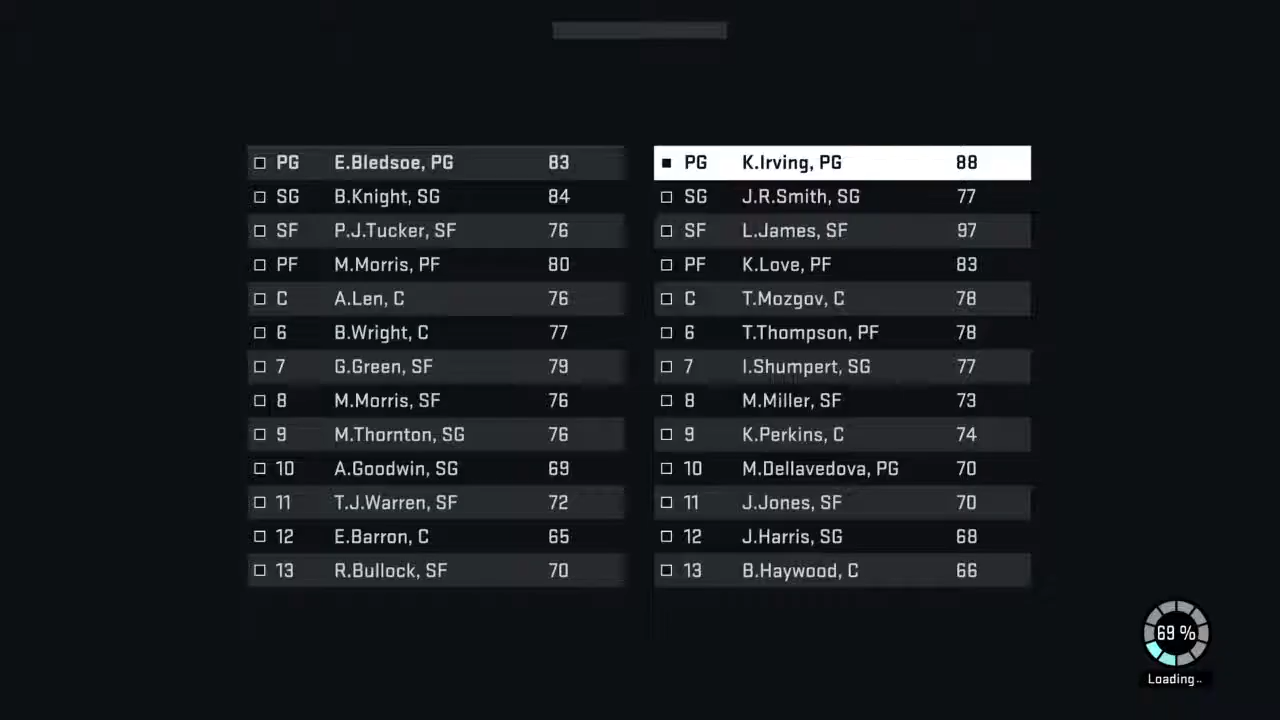 PG E.Bledsoe, PG 83
SG B.Knight, SG 84
SF P.J.Tucker, SF 76
PF M.Morris, PF 80
C A.Len, C 76
6 B.Wright, C 77
7 G.Green, SF 79
8 M.Morris, SF 76
9 M.Thornton, SG 76
10 A.Goodwin, SG 69
11 T.J.Warren, SF 72
12 E.Barron, C 65
13 R.Bullock, SF 70
PG K.Irving, PG 88
SG J.R.Smith, SG 77
SF L.James, SF 97
PF K.Love, PF 83
C T.Mozgov, C 78
6 T.Thompson, PF 78
7 I.Shumpert, SG 77
8 M.Miller, SF 73
9 K.Perkins, C 74
10 M.Dellavedova, PG 70
11 J.Jones, SF 70
12 J.Harris, SG 68
13 B.Haywood, C 66
69 %
Loading..